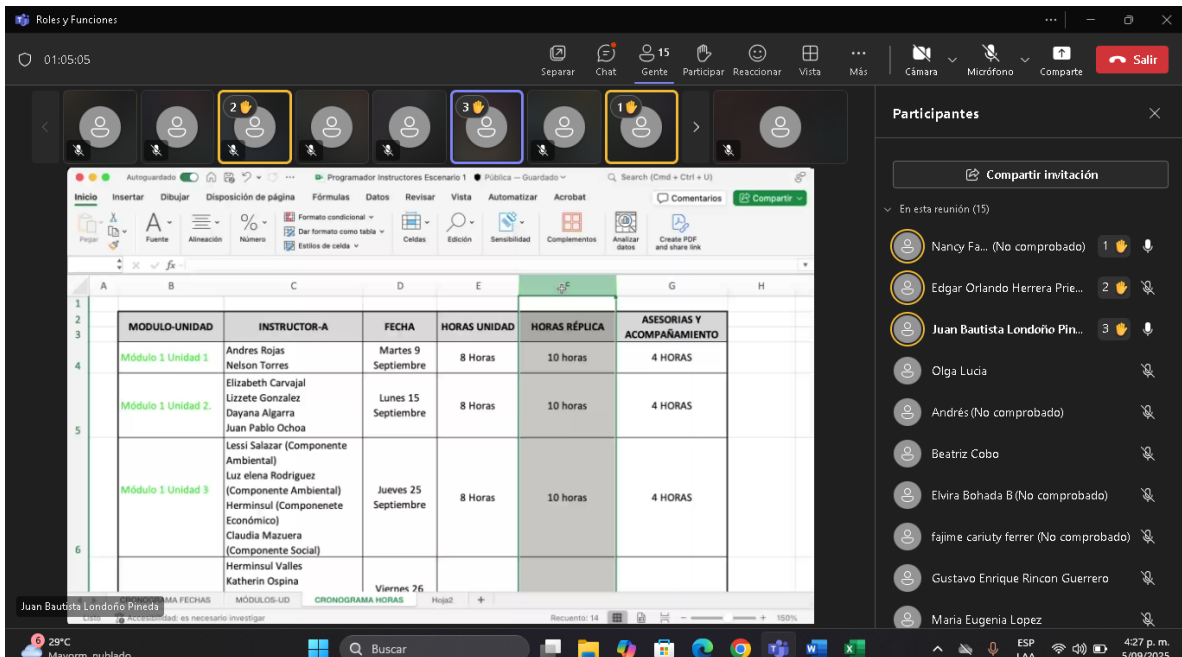 Roles y Funciones
01:05:05
Separar
Chat
15
Gente
Participar
Reaccionar
Vista
Más
Cámara
Micrófono
Comparte
Salir
2
3
1
Participantes
Compartir invitación
En esta reunión (15)
Nancy Fa... (No comprobado) 1
Edgar Orlando Herrera Prie... 2
Juan Bautista Londoño Pin... 3
Olga Lucia
Andrés (No comprobado)
Beatriz Cobo
Elvira Bohada B (No comprobado)
fajime cariuty ferrer (No comprobado)
Gustavo Enrique Rincon Guerrero
Maria Eugenia Lopez
Autoguardado
Programador Instructores Escenario 1
Pública — Guardado
Search (Cmd + Ctrl + U)
Inicio Insertar Dibujar Disposición de página Fórmulas Datos Revisar Vista Automatizar Acrobat
Comentarios
Compartir
Pegar
Fuente
Alineación
Número
Formato condicional
Dar formato como tabla
Estilos de celda
Celdas
Edición
Sensibilidad
Complementos
Analizar datos
Create PDF and share link
fx
A B C D E F G H
1
2
3
MODULO-UNIDAD
INSTRUCTOR-A
FECHA
HORAS UNIDAD
HORAS RÉPLICA
ASESORIAS Y
ACOMPAÑAMIENTO
4
Módulo 1 Unidad 1
Andres Rojas
Nelson Torres
Martes 9
Septiembre
8 Horas
10 horas
4 HORAS
5
Módulo 1 Unidad 2.
Elizabeth Carvajal
Lizzete Gonzalez
Dayana Algarra
Juan Pablo Ochoa
Lunes 15
Septiembre
8 Horas
10 horas
4 HORAS
6
Módulo 1 Unidad 3
Lessi Salazar (Componente
Ambiental)
Luz elena Rodriguez
(Componente Ambiental)
Herminsul (Componenete
Económico)
Claudia Mazuera
(Componente Social)
Jueves 25
Septiembre
8 Horas
10 horas
4 HORAS
Herminsul Valles
Katherin Ospina
Viernes 26
Juan Bautista Londoño Pineda
AMA FECHAS
MÓDULOS-UD
CRONOGRAMA HORAS
Hoja2
Listo
Accesibilidad: es necesario investigar
Recuento: 14
150%
6
29°C
Mayorm. nublado
Buscar
ESP
LAA
4:27 p. m.
5/09/2025